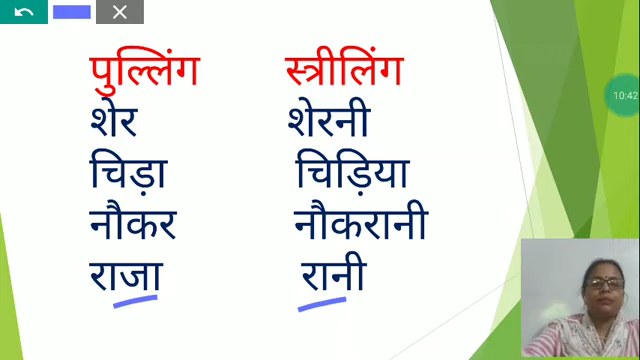 पुल्लिंग स्त्रीलिंग
शेर शेरनी
चिड़ा चिड़िया
नौकर नौकरानी
राजा रानी
10:42